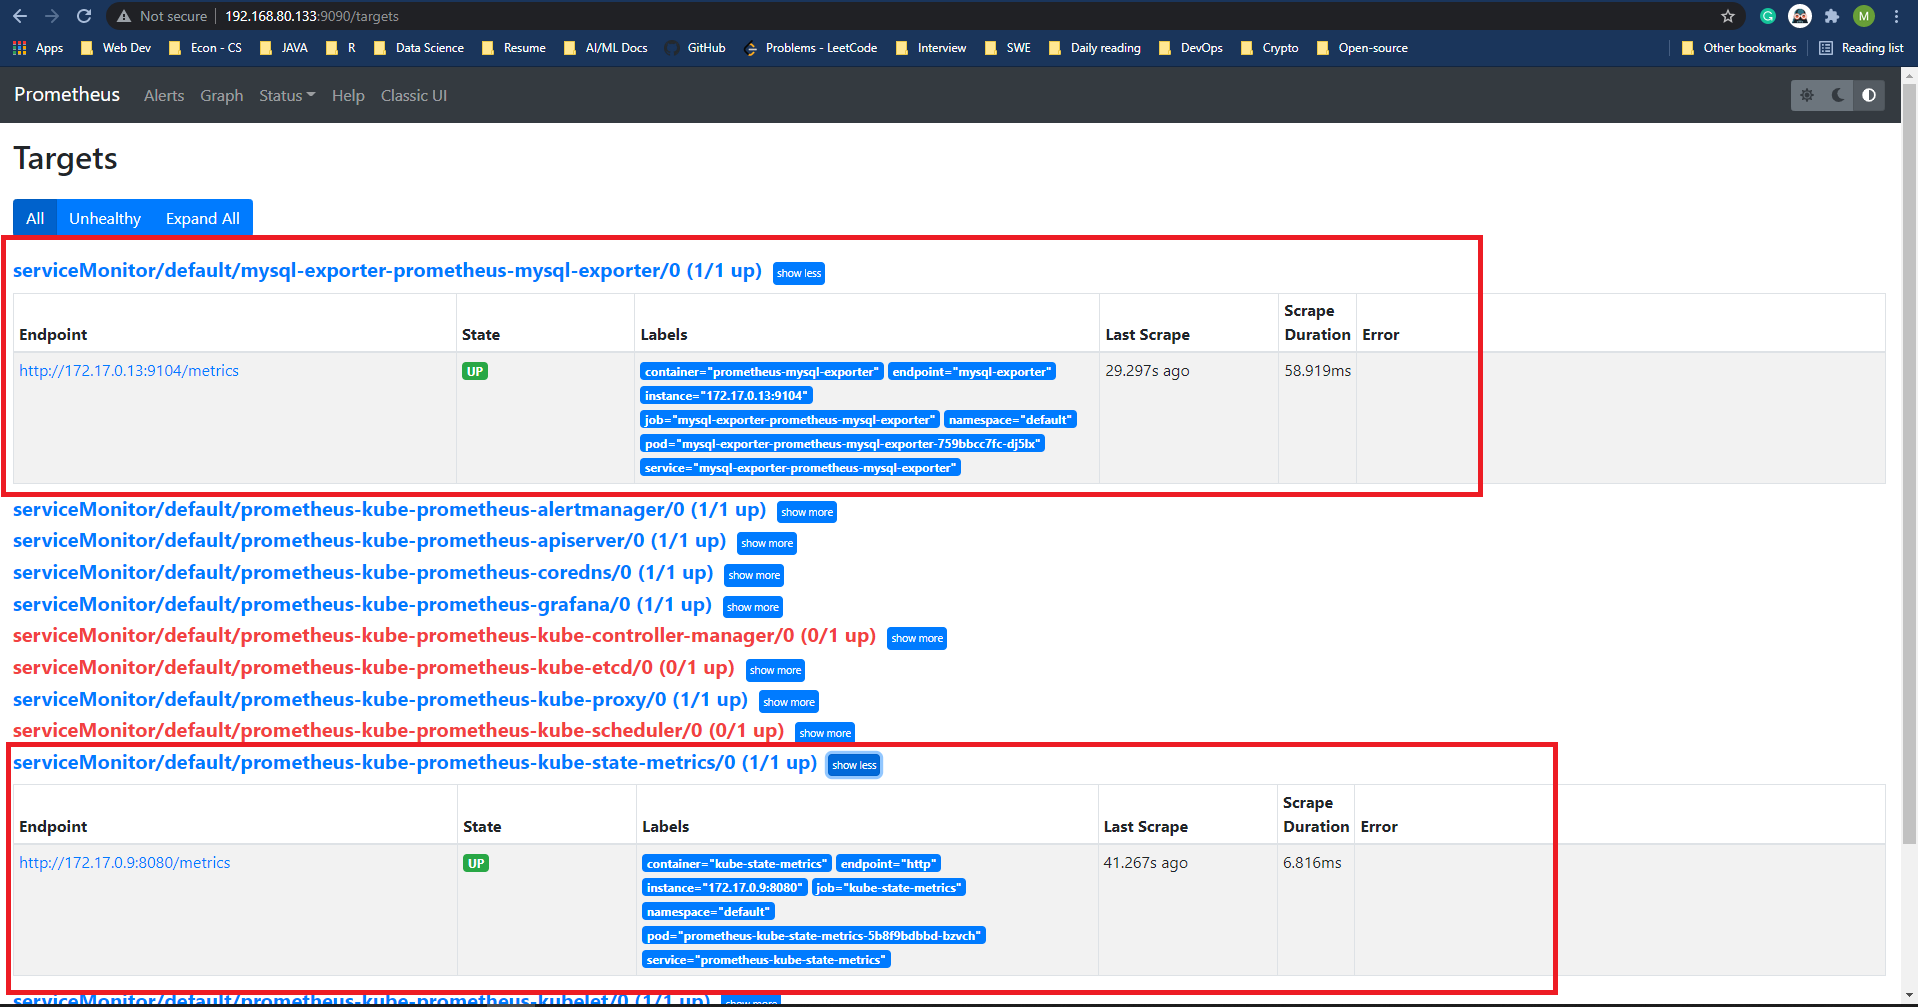 Not secure 192.168.80.133:9090/targets
Apps Web Dev Econ - CS JAVA R Data Science Resume AI/ML Docs GitHub Problems - LeetCode Interview SWE Daily reading DevOps Crypto Open-source Other bookmarks Reading list
Prometheus Alerts Graph Status Help Classic UI
Targets
All Unhealthy Expand All
serviceMonitor/default/mysql-exporter-prometheus-mysql-exporter/0 (1/1 up) show less
Endpoint State Labels Last Scrape Scrape Duration Error
http://172.17.0.13:9104/metrics UP container="prometheus-mysql-exporter" endpoint="mysql-exporter" 29.297s ago 58.919ms
instance="172.17.0.13:9104"
job="mysql-exporter-prometheus-mysql-exporter" namespace="default"
pod="mysql-exporter-prometheus-mysql-exporter-759bbcc7fc-dj5lx"
service="mysql-exporter-prometheus-mysql-exporter"
serviceMonitor/default/prometheus-kube-prometheus-alertmanager/0 (1/1 up) show more
serviceMonitor/default/prometheus-kube-prometheus-apiserver/0 (1/1 up) show more
serviceMonitor/default/prometheus-kube-prometheus-coredns/0 (1/1 up) show more
serviceMonitor/default/prometheus-kube-prometheus-grafana/0 (1/1 up) show more
serviceMonitor/default/prometheus-kube-prometheus-kube-controller-manager/0 (0/1 up) show more
serviceMonitor/default/prometheus-kube-prometheus-kube-etcd/0 (0/1 up) show more
serviceMonitor/default/prometheus-kube-prometheus-kube-proxy/0 (1/1 up) show more
serviceMonitor/default/prometheus-kube-prometheus-kube-scheduler/0 (0/1 up) show more
serviceMonitor/default/prometheus-kube-prometheus-kube-state-metrics/0 (1/1 up) show less
Endpoint State Labels Last Scrape Scrape Duration Error
http://172.17.0.9:8080/metrics UP container="kube-state-metrics" endpoint="http" 41.267s ago 6.816ms
instance="172.17.0.9:8080" job="kube-state-metrics"
namespace="default"
pod="prometheus-kube-state-metrics-5b8f9bdbbd-bzvch"
service="prometheus-kube-state-metrics"
serviceMonitor/default/prometheus-kube-prometheus-kubelet/0 (1/1 up) show more